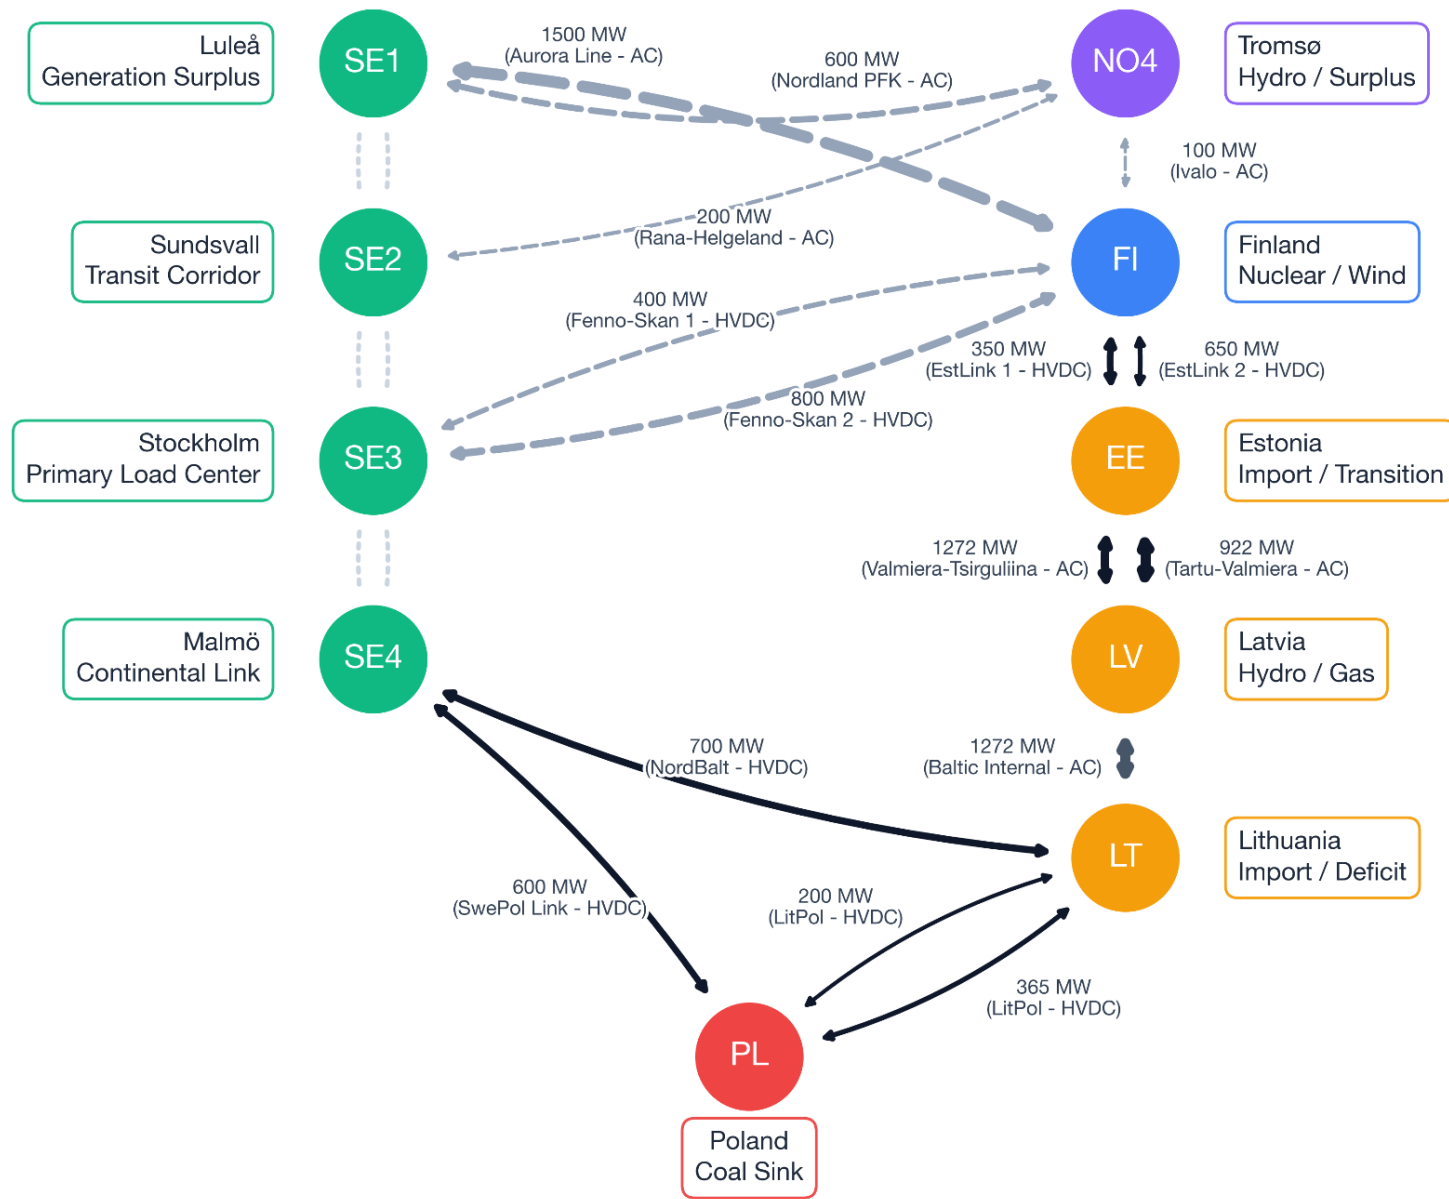 Luleå
Generation Surplus
SE1
1500 MW
(Aurora Line - AC)
600 MW
(Nordland PFK - AC)
NO4
Tromsø
Hydro / Surplus
100 MW
(Ivalo - AC)
200 MW
(Rana-Helgeland - AC)
Sundsvall
Transit Corridor
SE2
FI
Finland
Nuclear / Wind
400 MW
(Fenno-Skan 1 - HVDC)
350 MW
(EstLink 1 - HVDC)
650 MW
(EstLink 2 - HVDC)
800 MW
(Fenno-Skan 2 - HVDC)
Stockholm
Primary Load Center
SE3
EE
Estonia
Import / Transition
1272 MW
(Valmiera-Tsirguliina - AC)
922 MW
(Tartu-Valmiera - AC)
Malmö
Continental Link
SE4
LV
Latvia
Hydro / Gas
700 MW
(NordBalt - HVDC)
1272 MW
(Baltic Internal - AC)
LT
Lithuania
Import / Deficit
600 MW
(SwePol Link - HVDC)
200 MW
(LitPol - HVDC)
365 MW
(LitPol - HVDC)
PL
Poland
Coal Sink